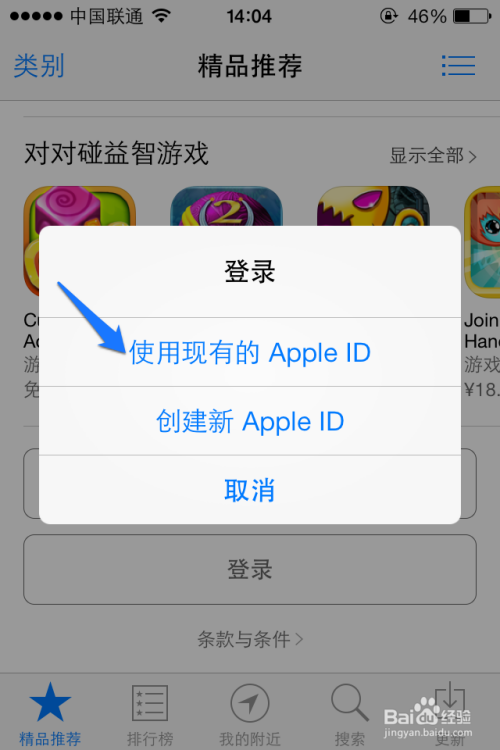 中国联通 14:04 46%
类别 精品推荐
对对碰益智游戏 显示全部
2
登录
Cu
Ac
游
免
Join
Hand
游戏
¥18.
使用现有的 Apple ID
创建新 Apple ID
取消
登录
条款与条件
精品推荐 排行榜 我的附近 搜索 更新
Bai 经验
jingyan.baidu.com